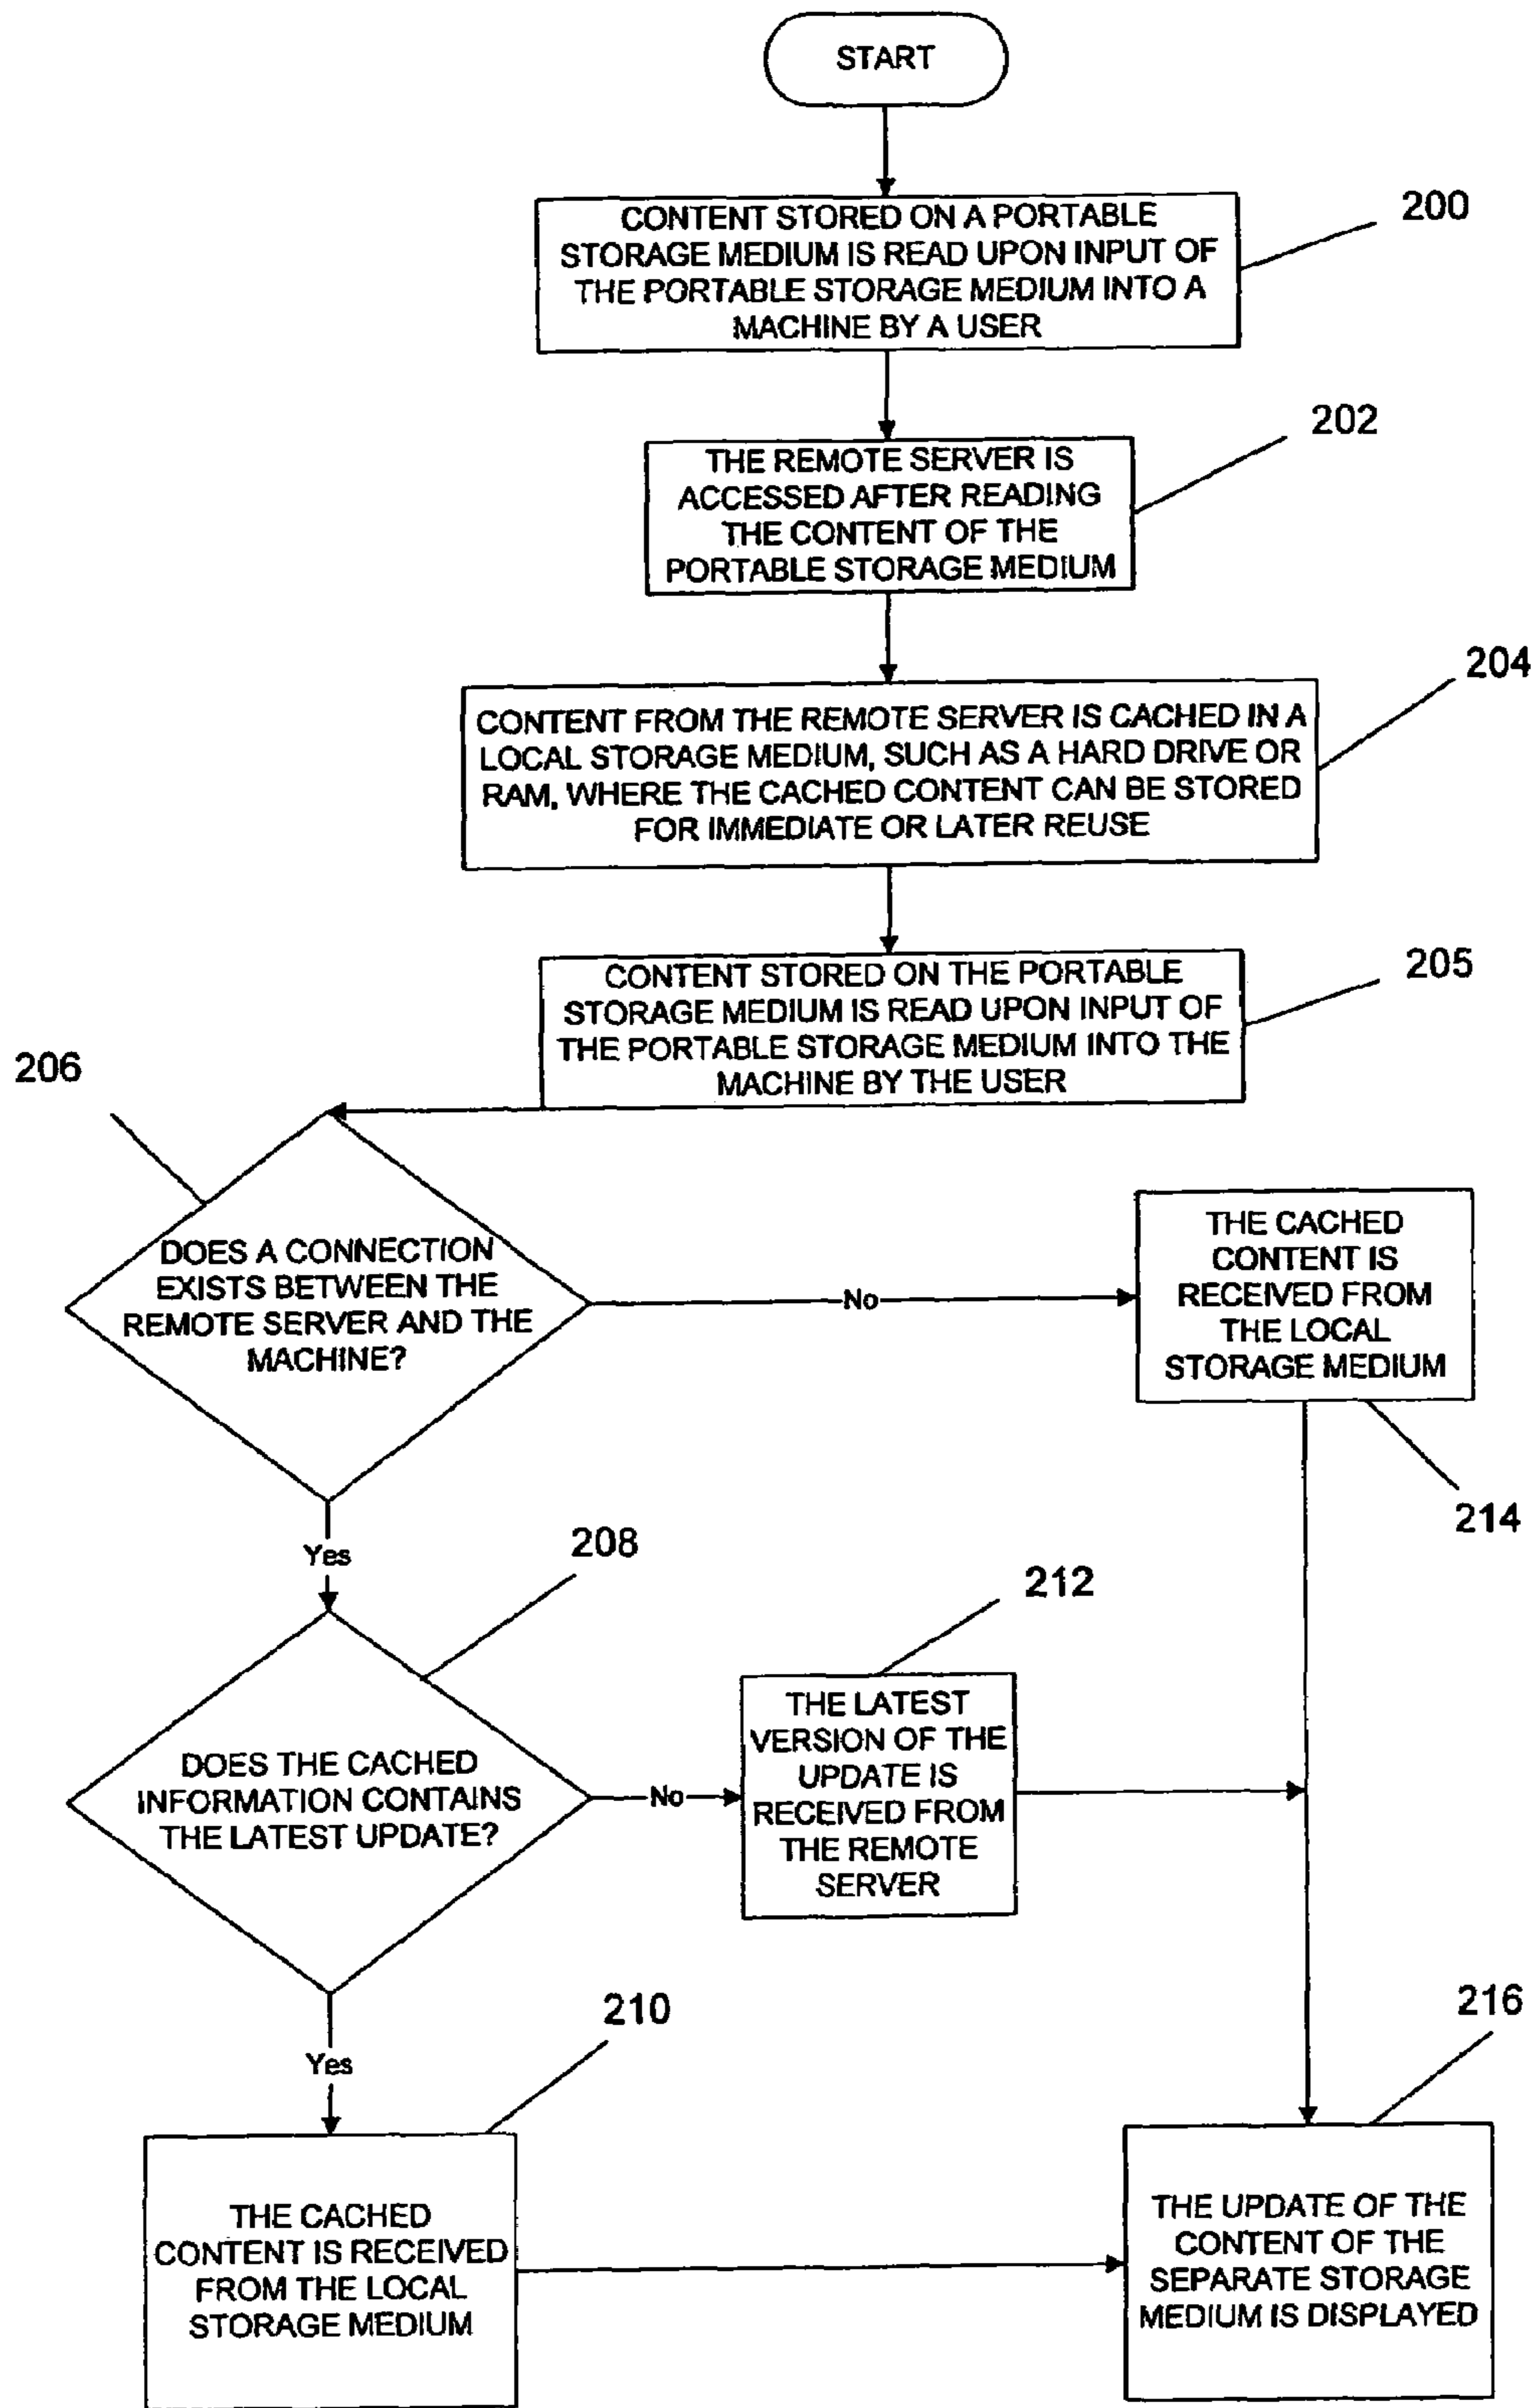 START
CONTENT STORED ON A PORTABLE
STORAGE MEDIUM IS READ UPON INPUT OF
THE PORTABLE STORAGE MEDIUM INTO A
MACHINE BY A USER
200
THE REMOTE SERVER IS
ACCESSED AFTER READING
THE CONTENT OF THE
PORTABLE STORAGE MEDIUM
202
CONTENT FROM THE REMOTE SERVER IS CACHED IN A
LOCAL STORAGE MEDIUM, SUCH AS A HARD DRIVE OR
RAM, WHERE THE CACHED CONTENT CAN BE STORED
FOR IMMEDIATE OR LATER REUSE
204
CONTENT STORED ON THE PORTABLE
STORAGE MEDIUM IS READ UPON INPUT OF
THE PORTABLE STORAGE MEDIUM INTO THE
MACHINE BY THE USER
205
206
DOES A CONNECTION
EXISTS BETWEEN THE
REMOTE SERVER AND THE
MACHINE?
No
THE CACHED
CONTENT IS
RECEIVED FROM
THE LOCAL
STORAGE MEDIUM
214
Yes
208
DOES THE CACHED
INFORMATION CONTAINS
THE LATEST UPDATE?
No
212
THE LATEST
VERSION OF THE
UPDATE IS
RECEIVED FROM
THE REMOTE
SERVER
Yes
210
THE CACHED
CONTENT IS RECEIVED
FROM THE LOCAL
STORAGE MEDIUM
216
THE UPDATE OF THE
CONTENT OF THE
SEPARATE STORAGE
MEDIUM IS DISPLAYED